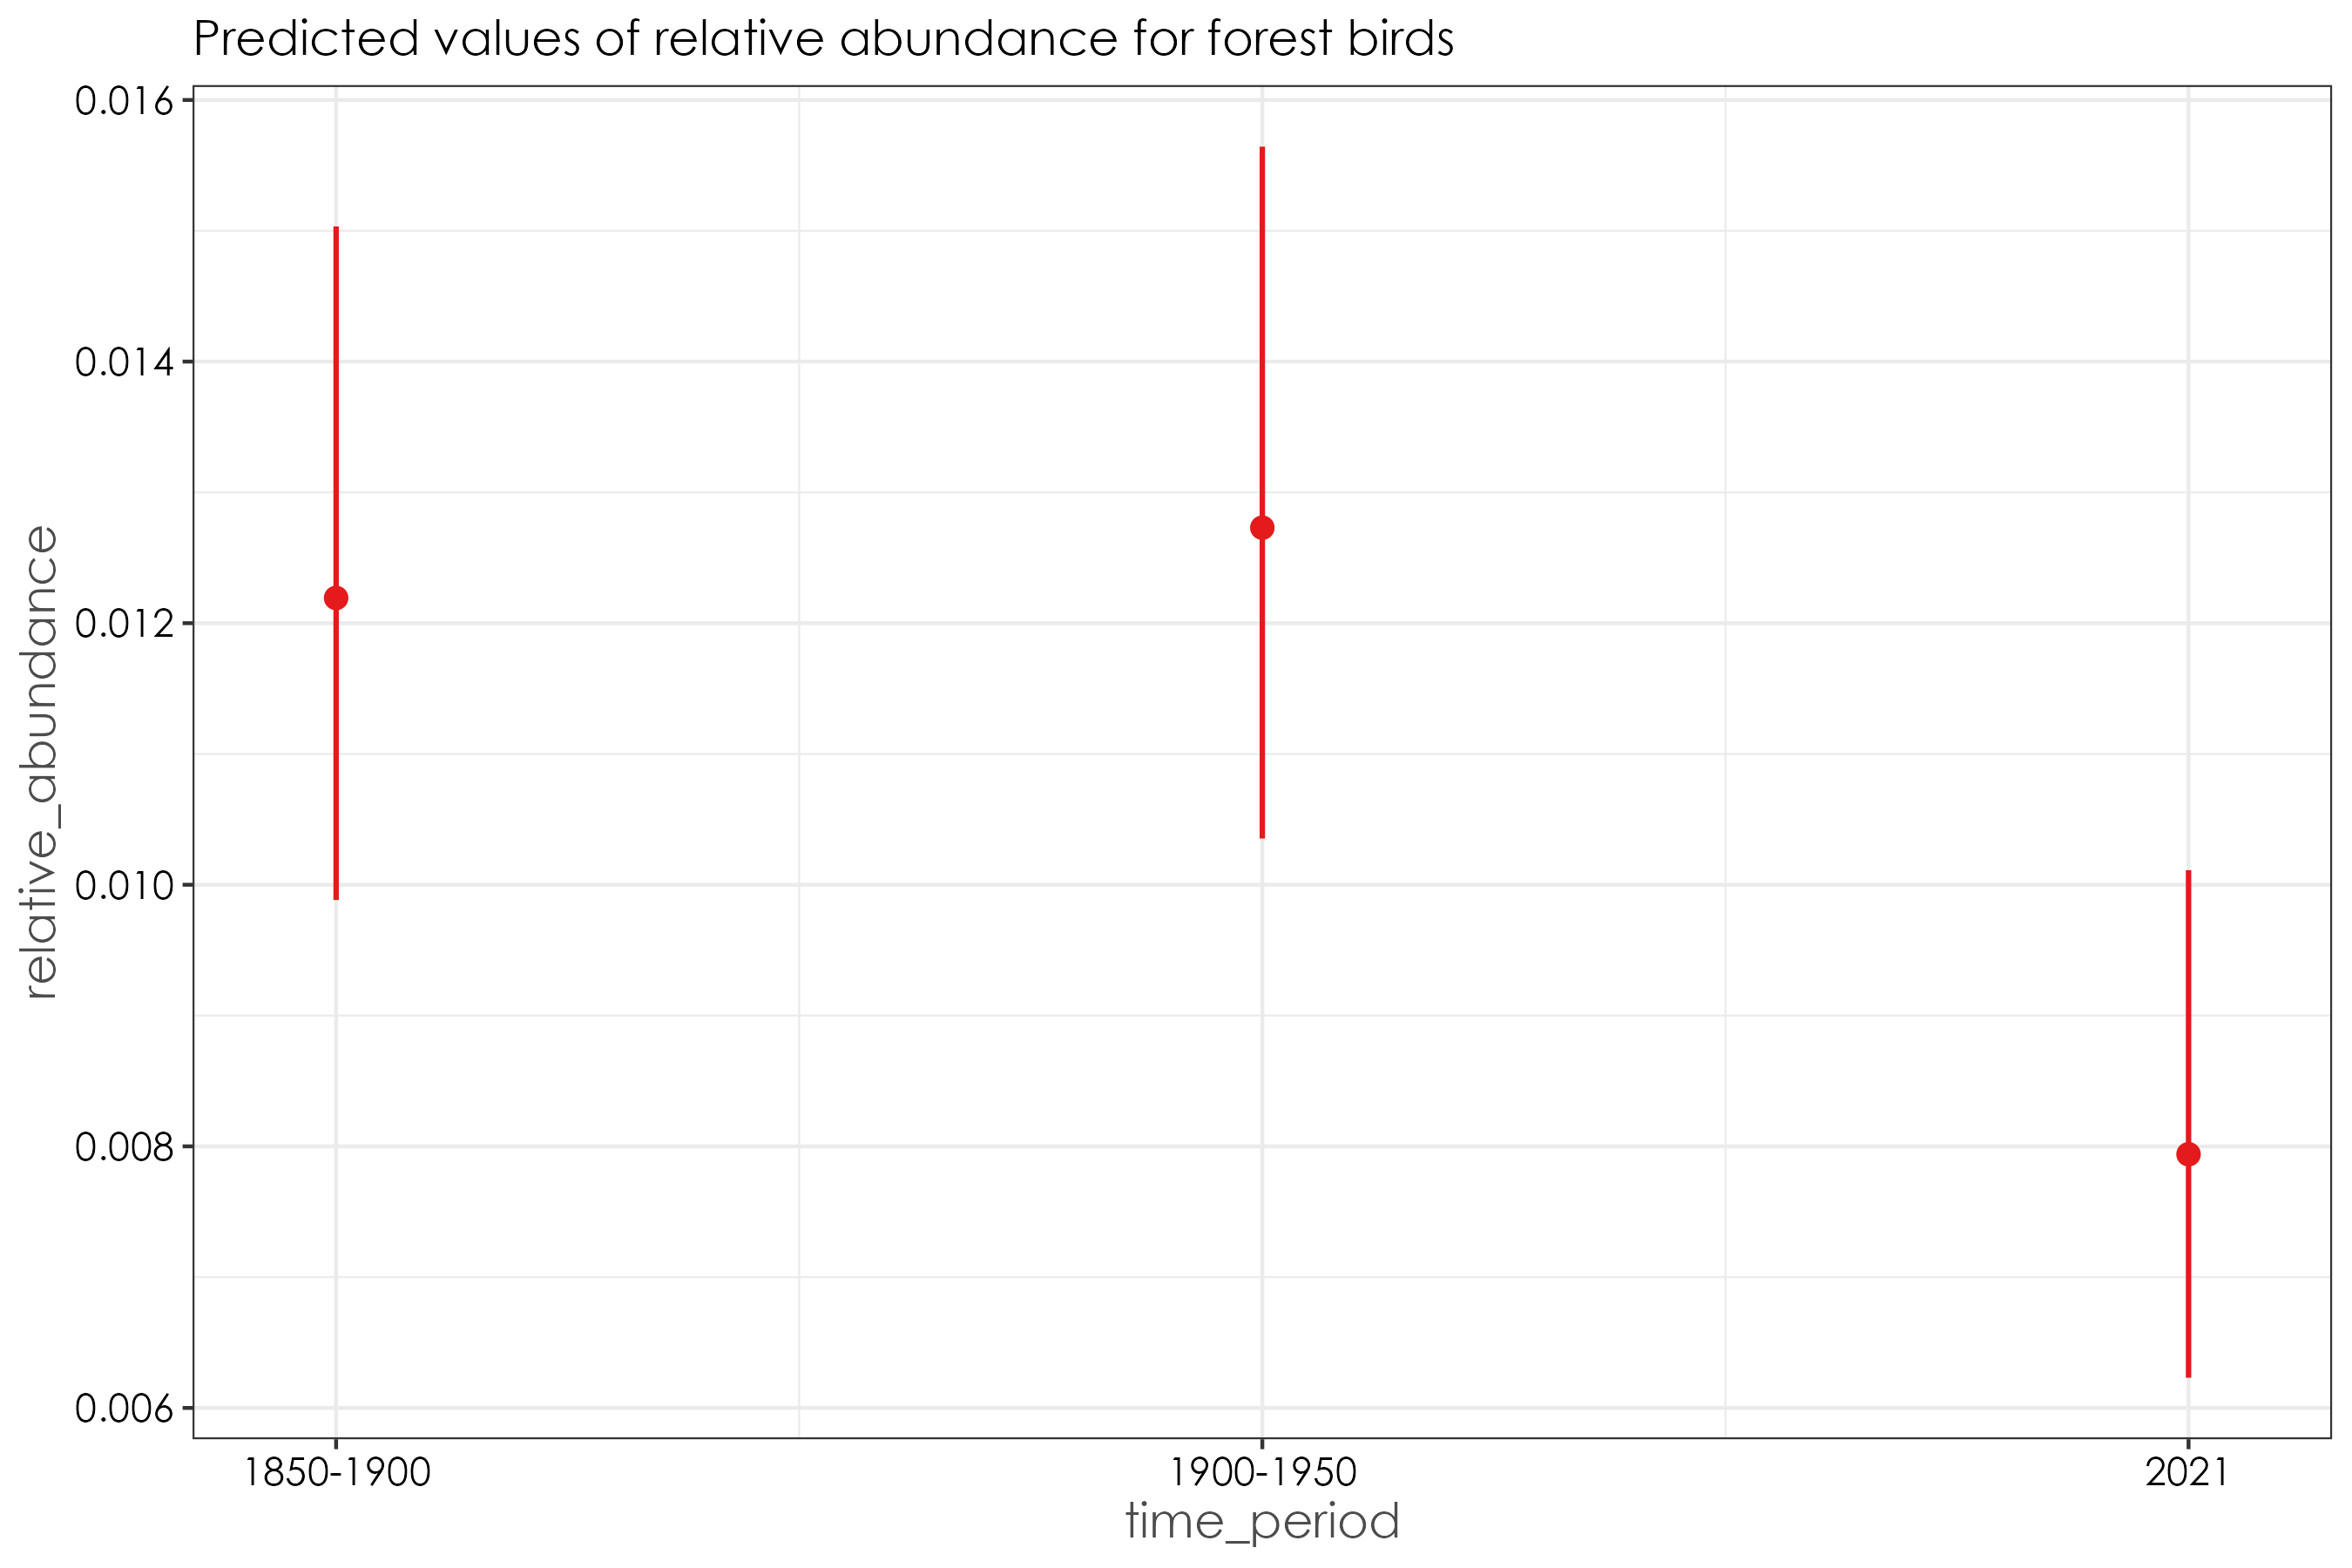 Predicted values of relative abundance for forest birds
0.016
0.014
0.012
0.010
0.008
0.006
relative_abundance
1850-1900 1900-1950 2021
time_period